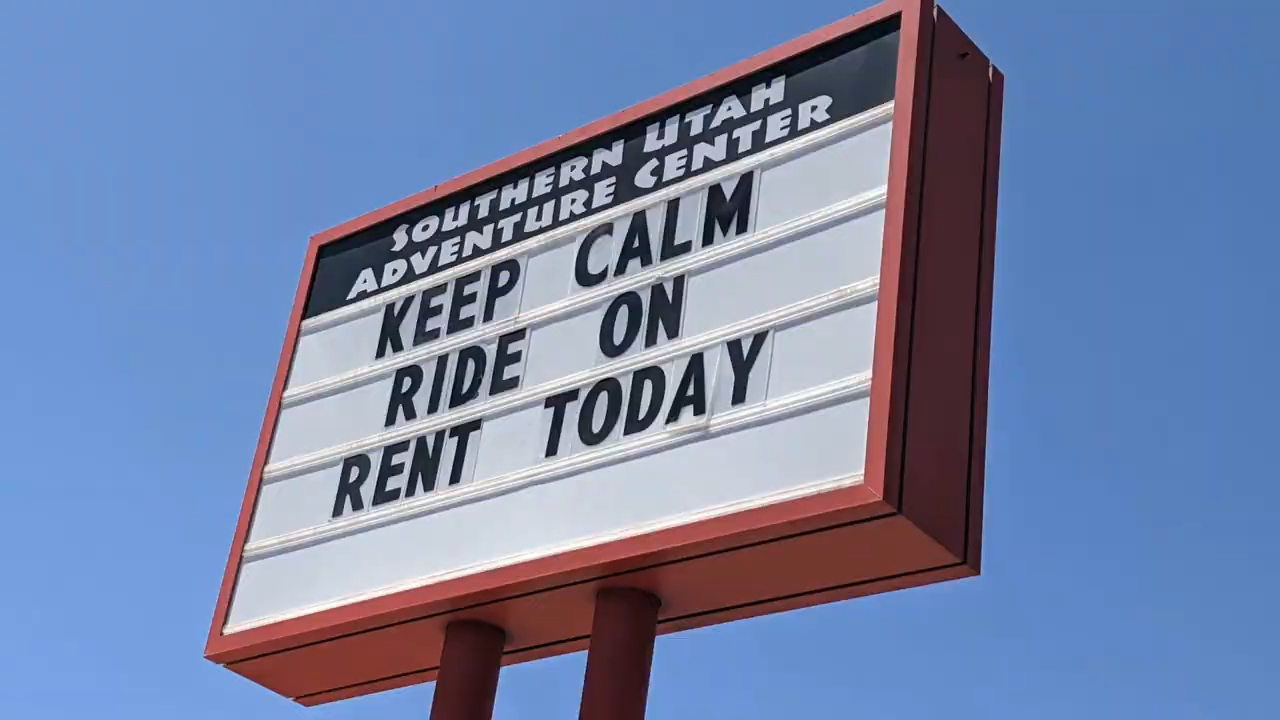 SOUTHERN UTAH
ADVENTURE CENTER
KEEP CALM
RIDE ON
RENT TODAY